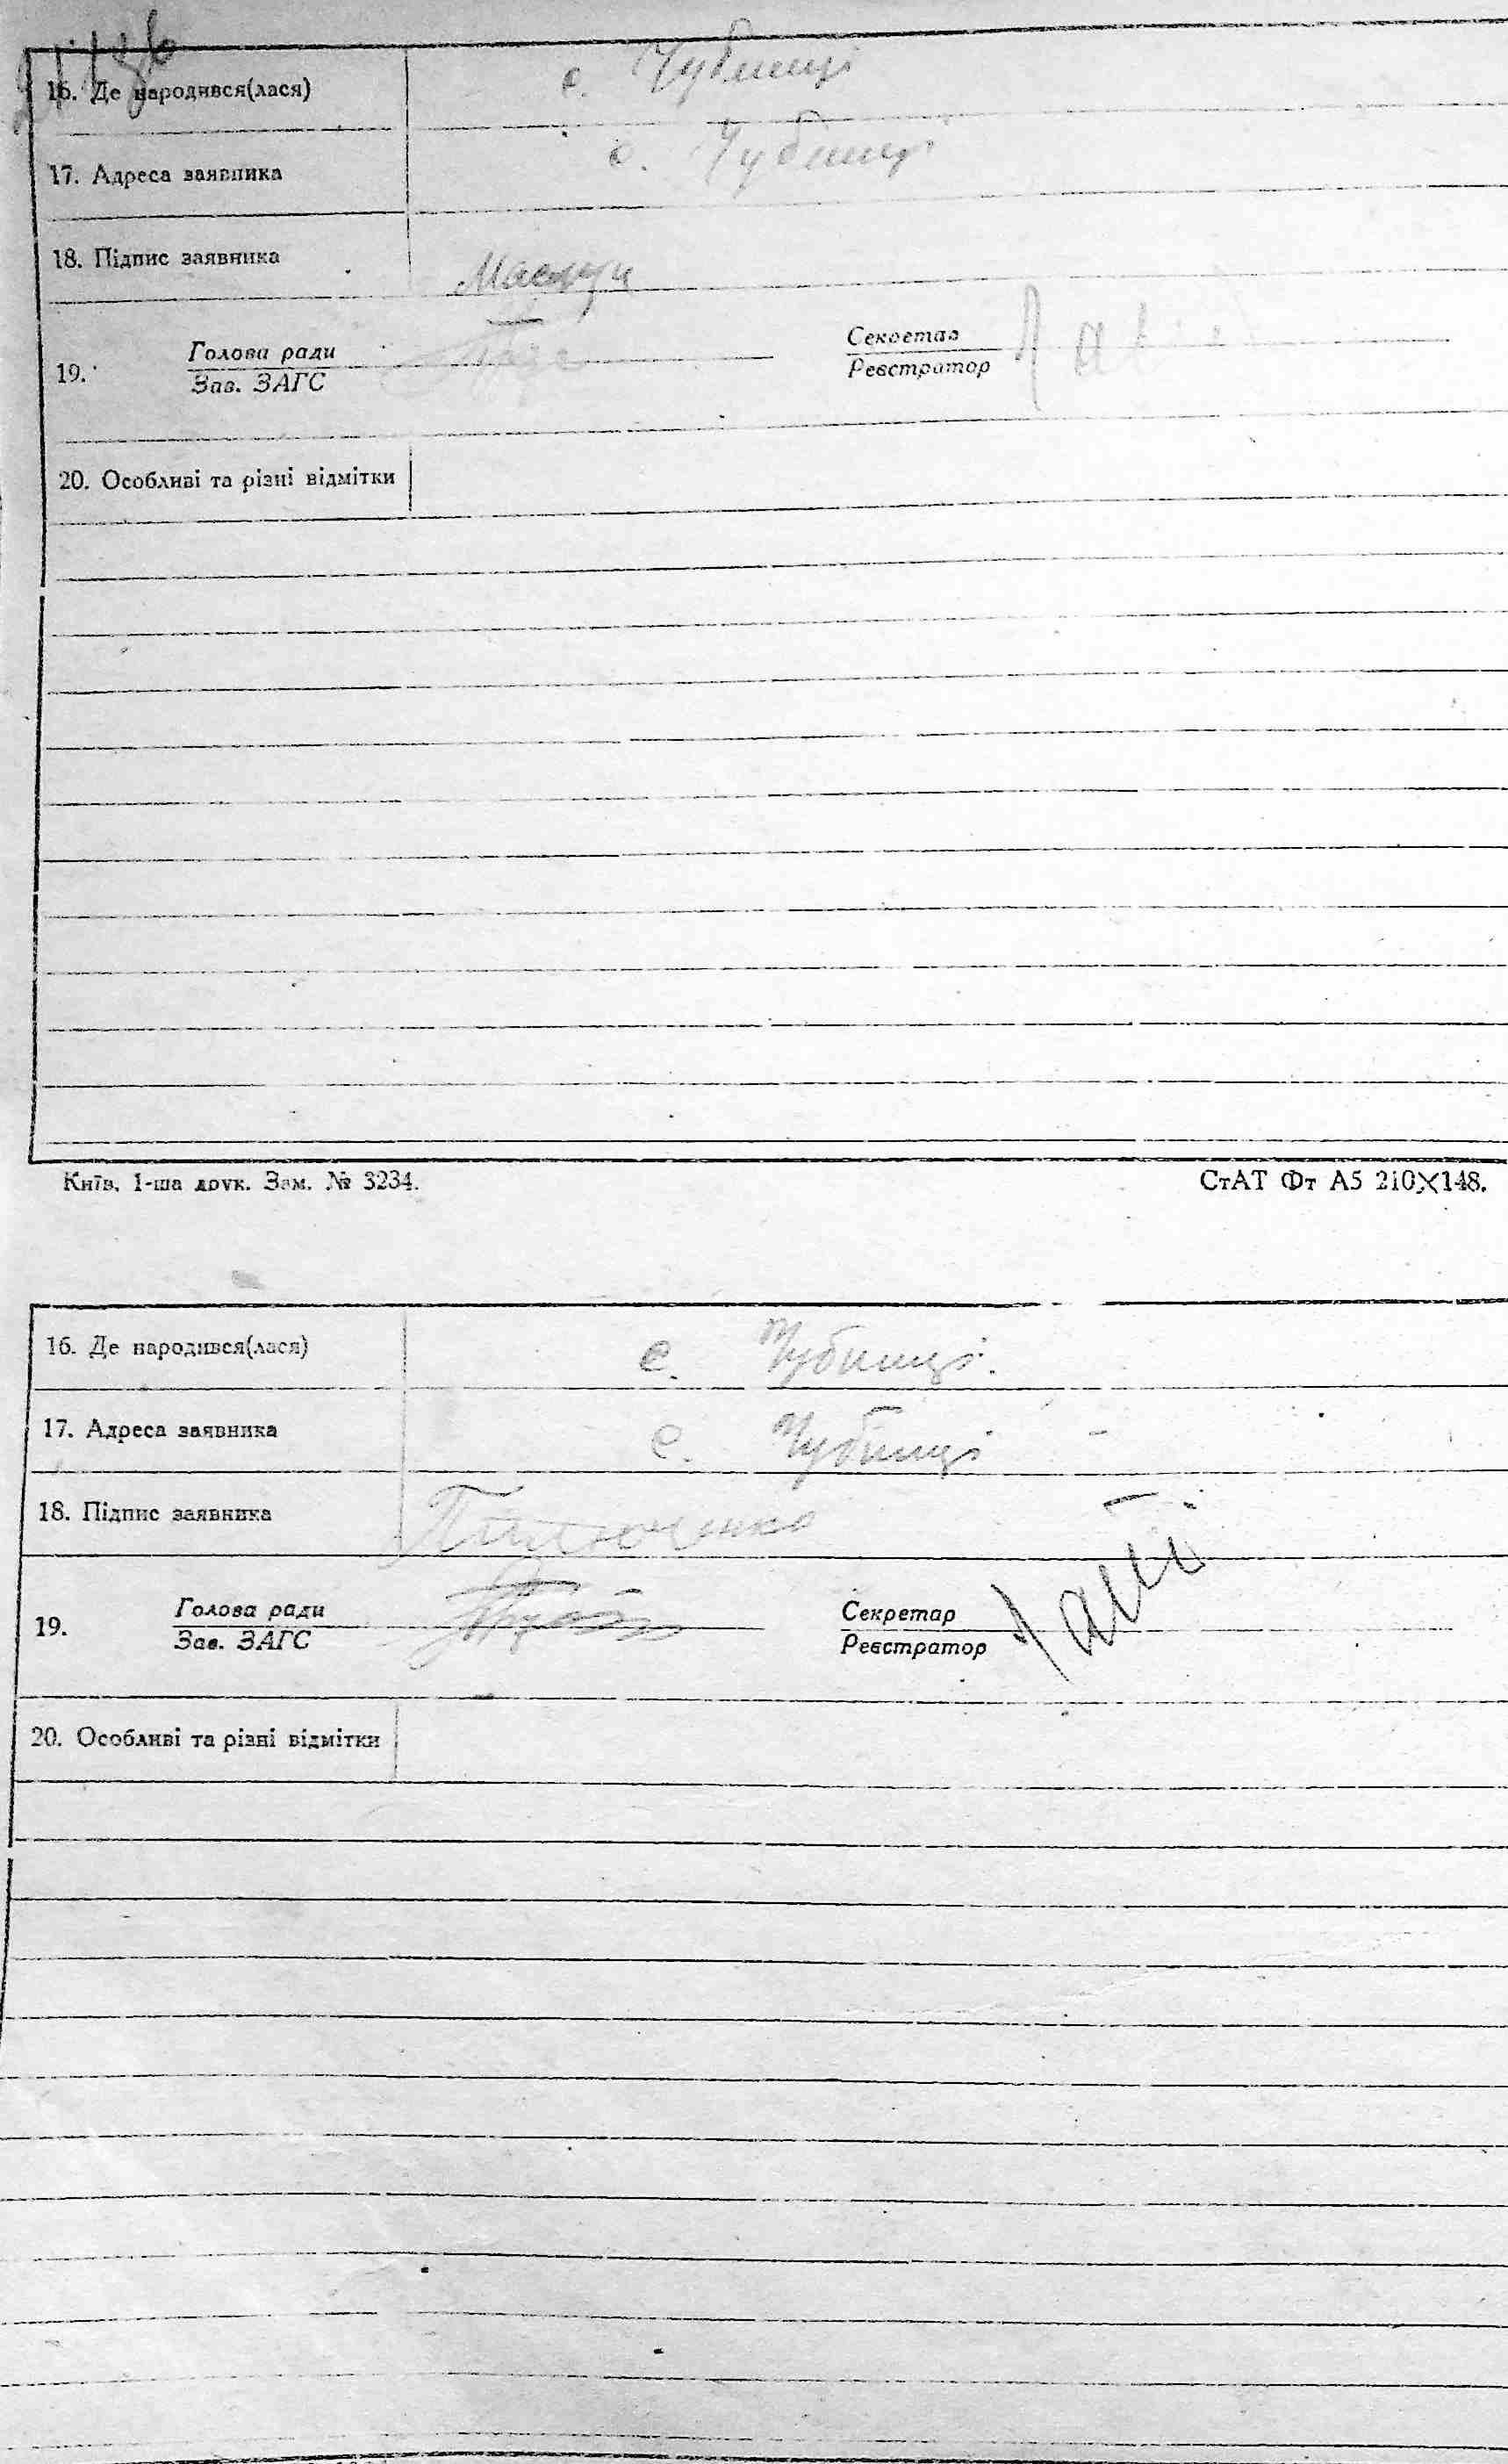 16. Де народився(лася) с. Чубинці
17. Адреса заявника с. Чубинці
18. Підпис заявника
19. Голова ради Секретар
Зав. ЗАГС Реєстратор
20. Особливі та різні відмітки
Київ, 1-ша друк. Зам. № 3234. СтАТ Фт А5 210×148.
16. Де народився(лася) с. Чубинці.
17. Адреса заявника с. Чубинці
18. Підпис заявника
19. Голова ради Секретар
Зав. ЗАГС Реєстратор
20. Особливі та різні відмітки